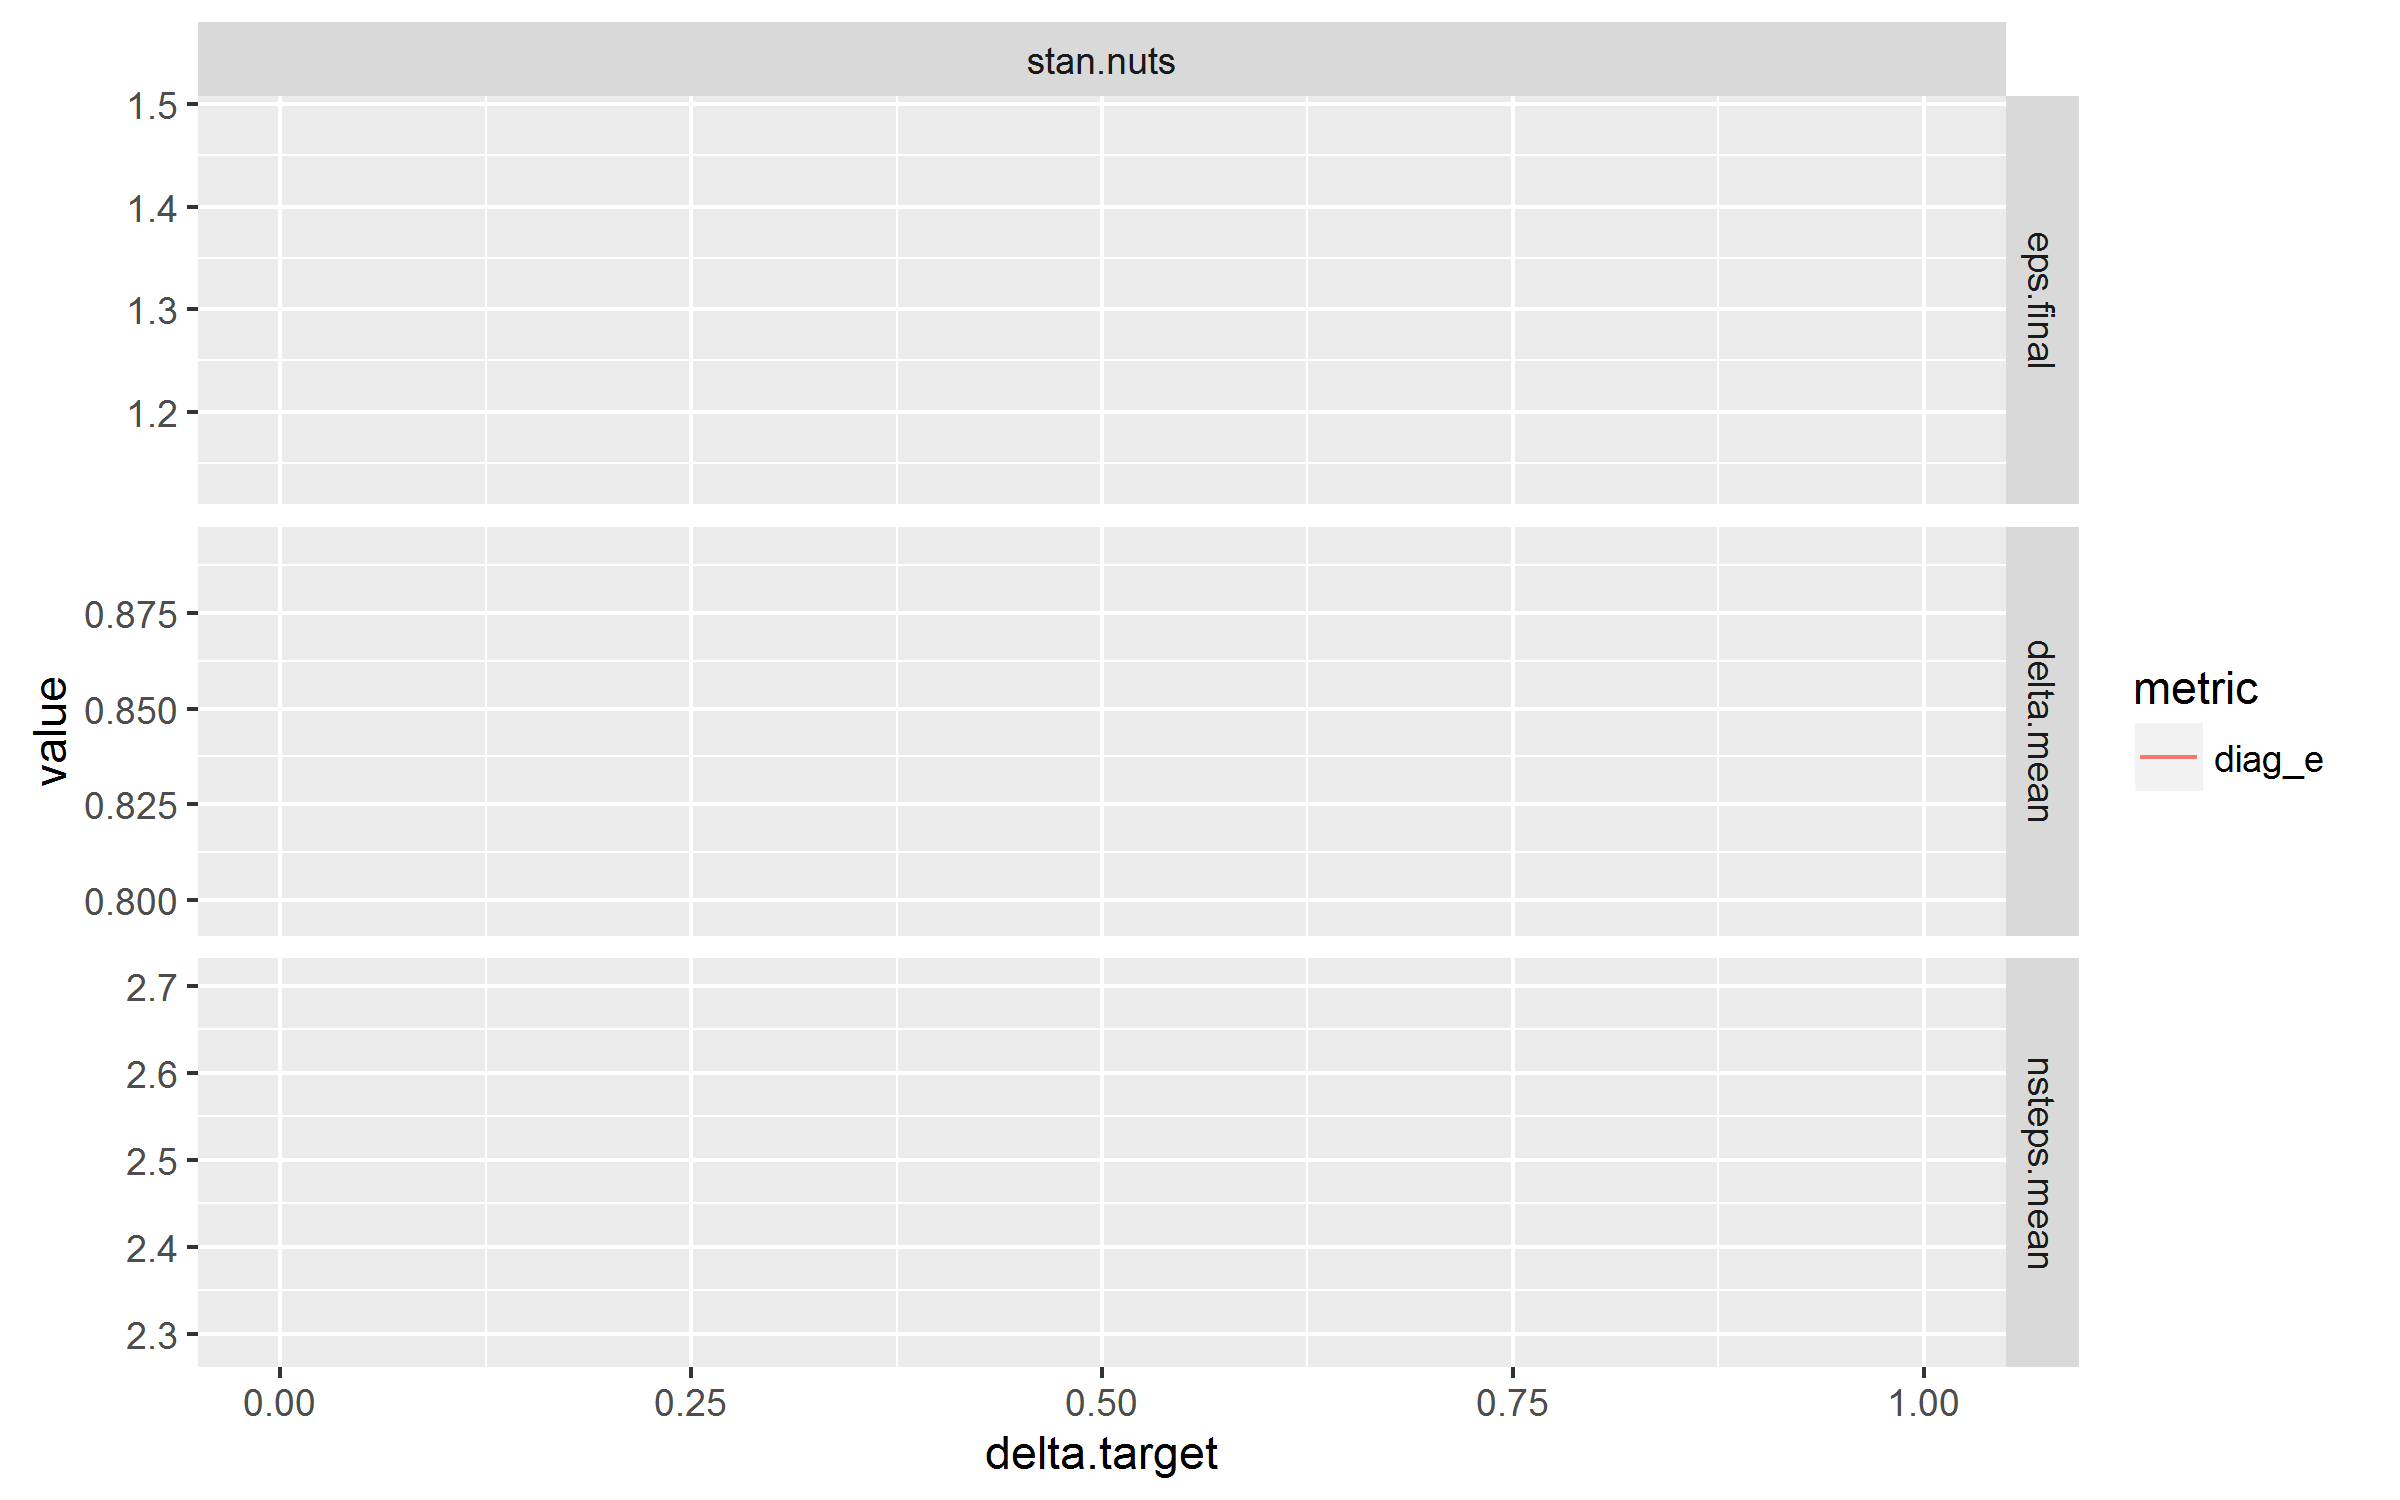 stan.nuts
1.5
1.4
1.3
1.2
eps.final
0.875
0.850
0.825
0.800
delta.mean
2.7
2.6
2.5
2.4
2.3
nsteps.mean
value
0.00 0.25 0.50 0.75 1.00
delta.target
metric
diag_e